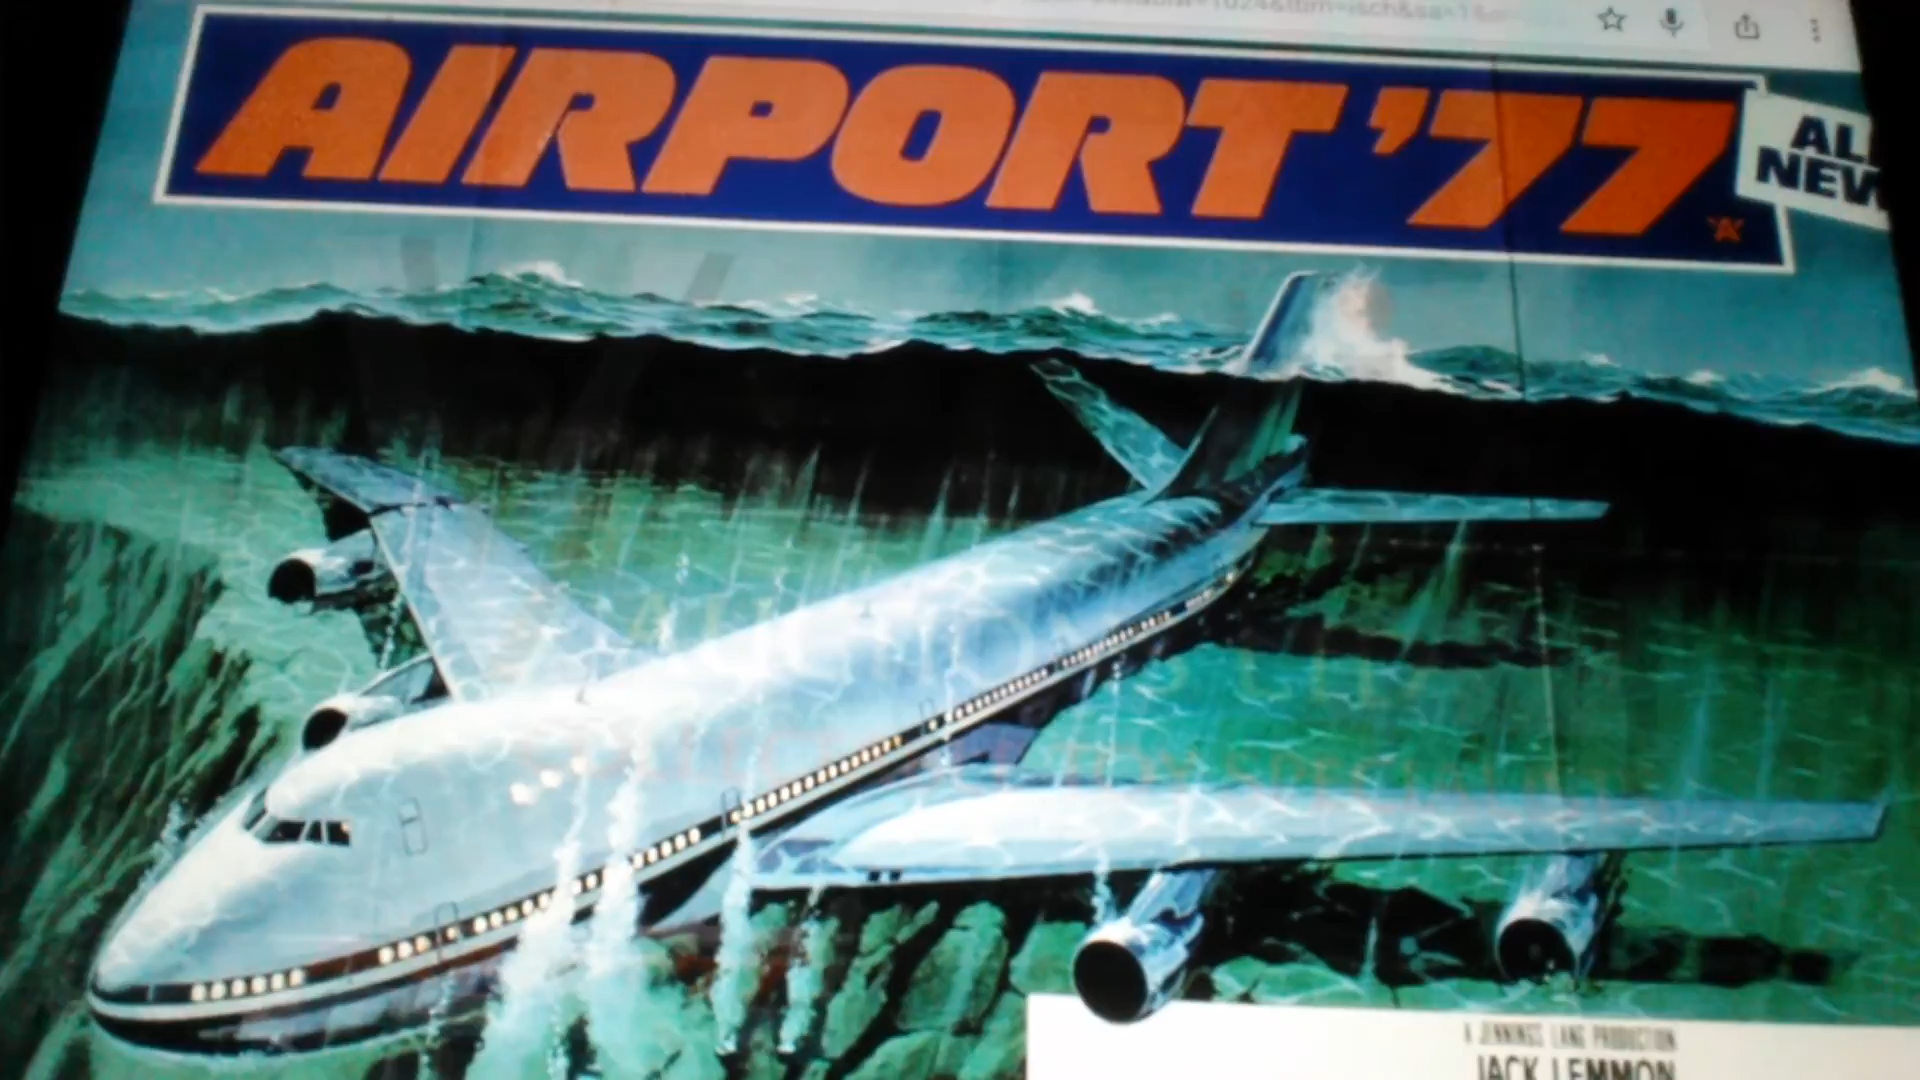 AIRPORT '77
AL
NEW
A JENNINGS LANG PRODUCTION
JACK LEMMON